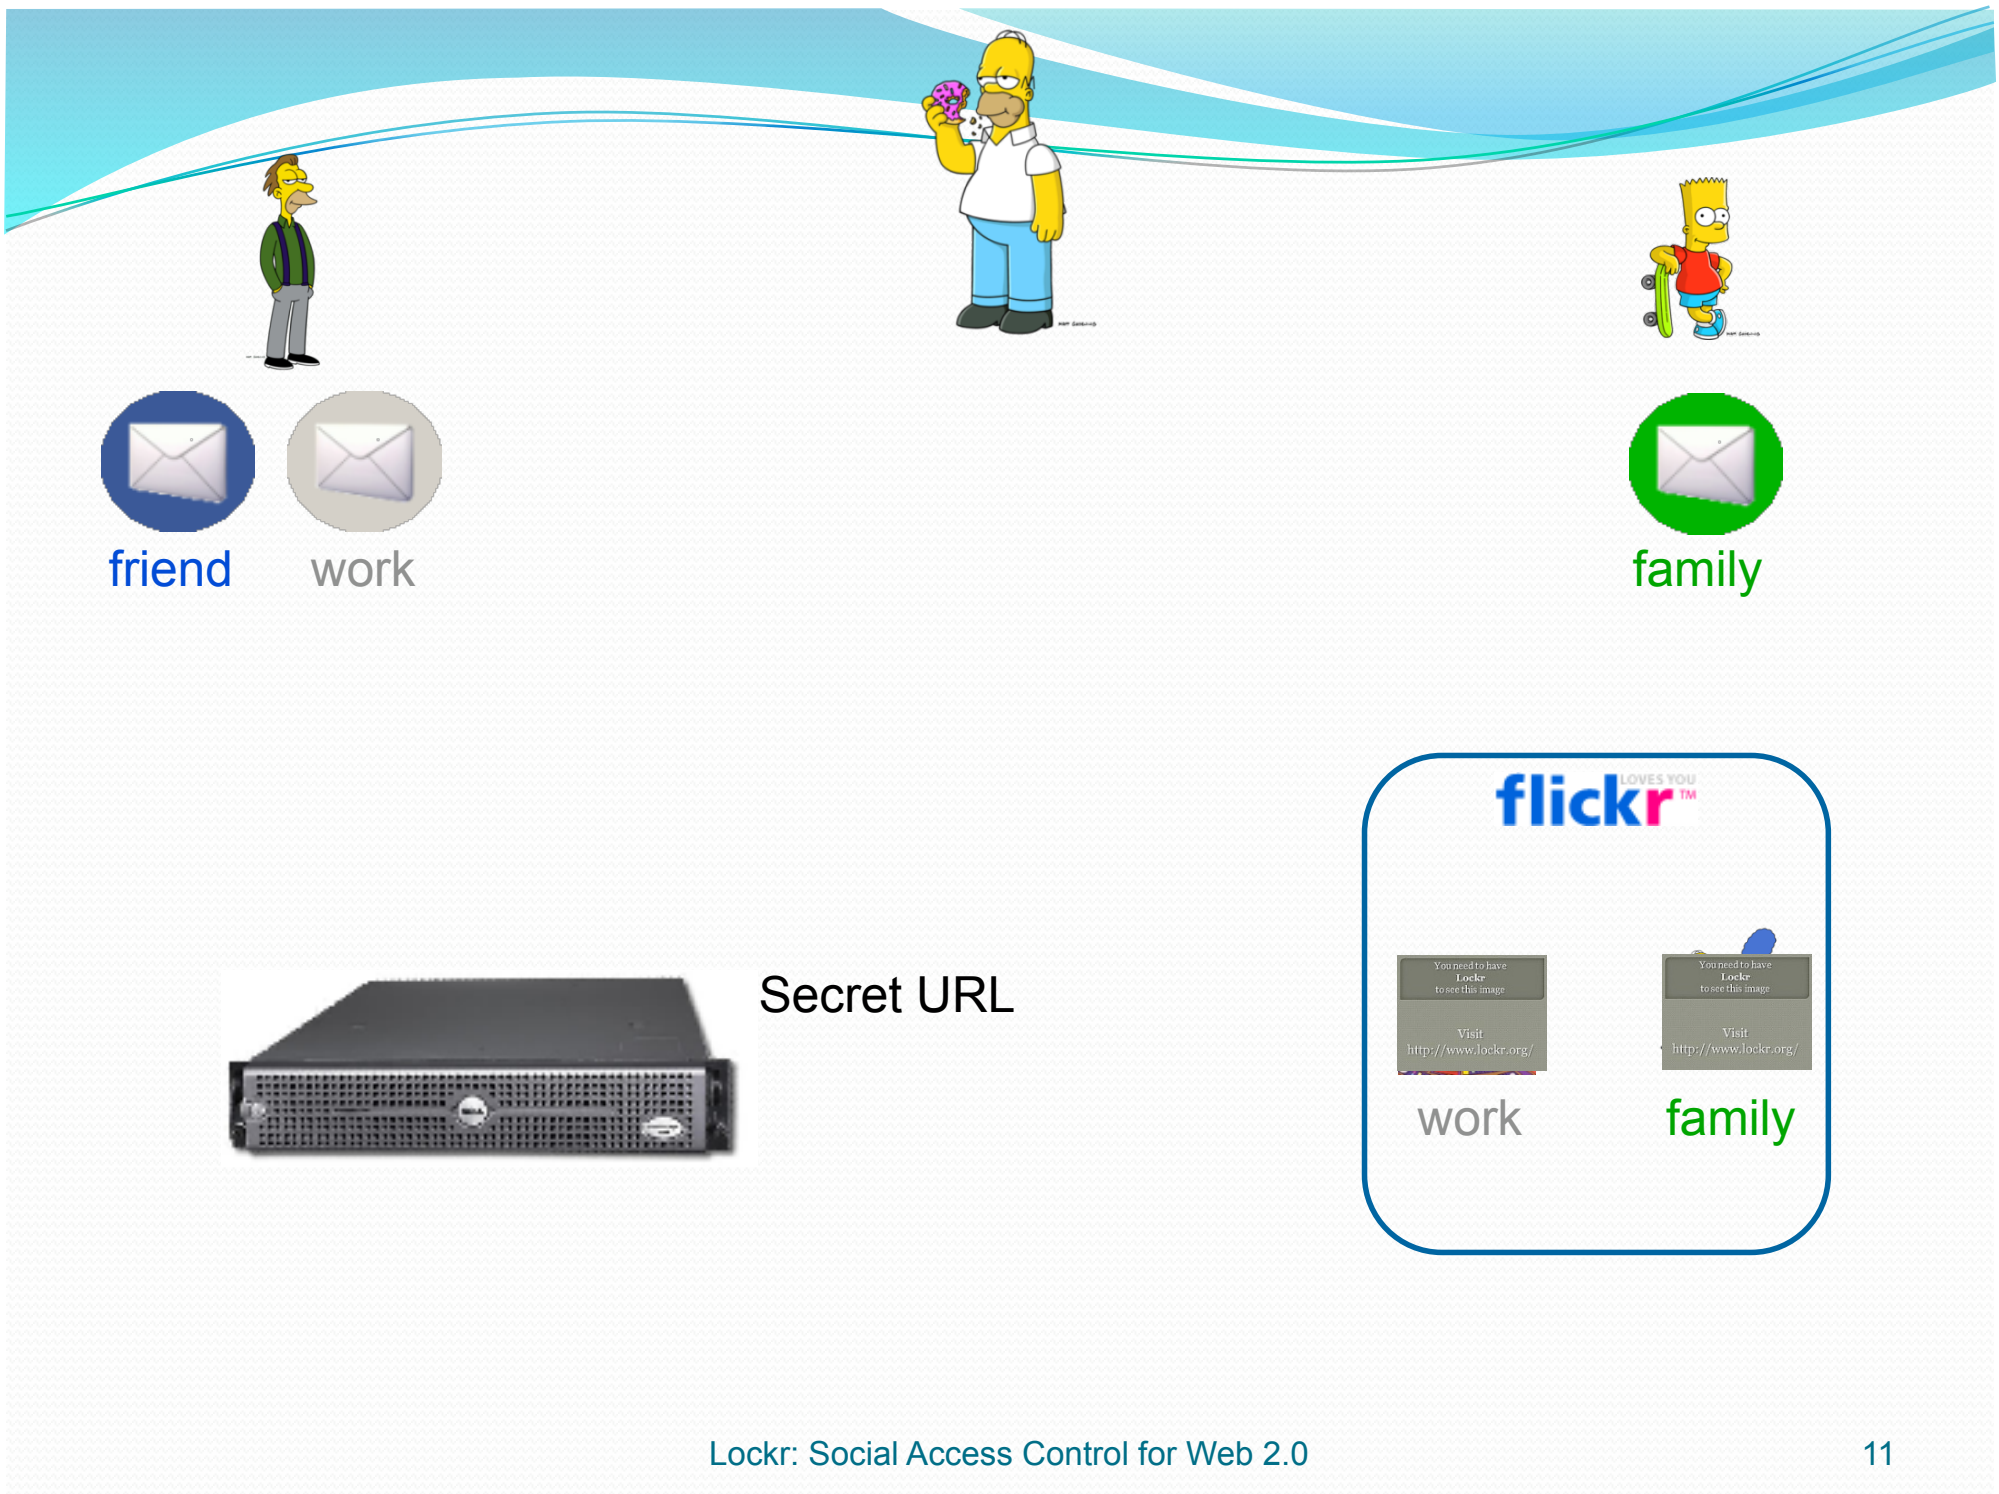 friend
work
family
LOVES YOU
flickr™
Secret URL
You need to have
Lockr
to see this image
Visit
http://www.lockr.org/
You need to have
Lockr
to see this image
Visit
http://www.lockr.org/
work
family
Lockr: Social Access Control for Web 2.0
11